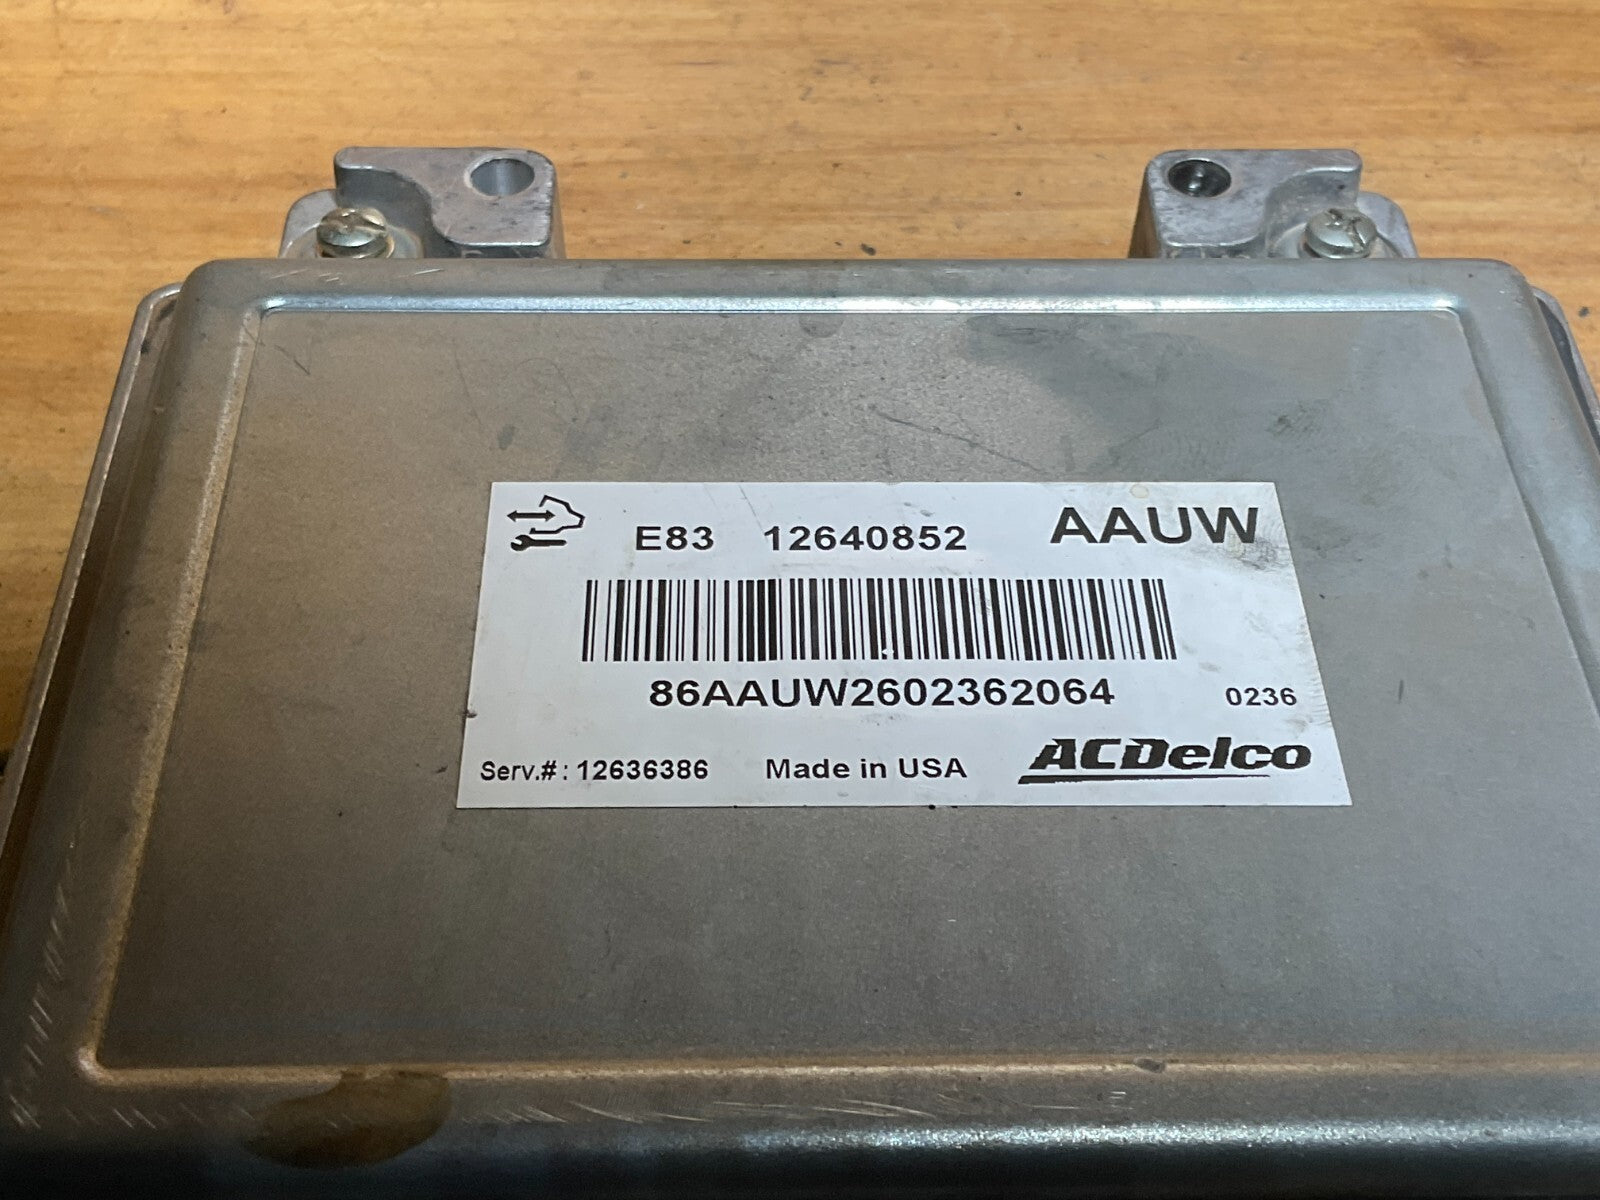 E83 12640852 AAUW
86AAUW2602362064 0236
Serv.#: 12636386 Made in USA ACDelco